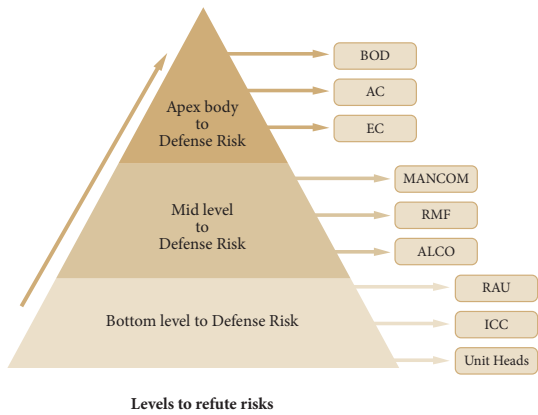 BOD
AC
EC
Apex body
to
Defense Risk
MANCOM
RMF
ALCO
Mid level
to
Defense Risk
RAU
ICC
Unit Heads
Bottom level to Defense Risk
Levels to refute risks